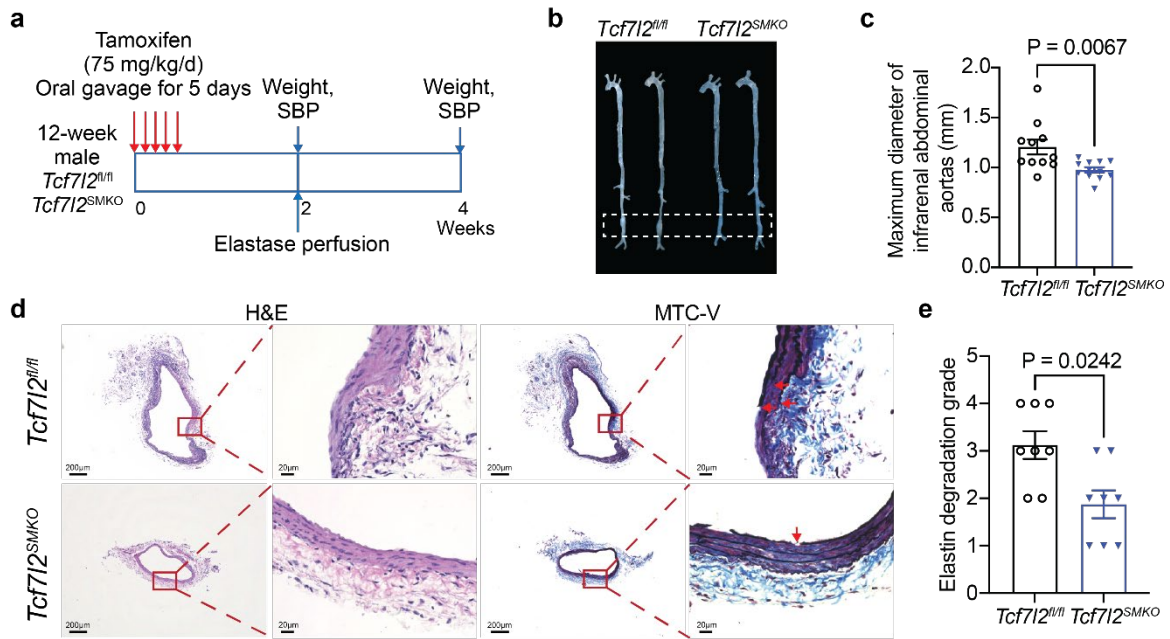 a
Tamoxifen
(75 mg/kg/d)
Oral gavage for 5 days
Weight,
SBP
Weight,
SBP
12-week
male
Tcf7l2fl/fl
Tcf7l2SMKO
0
2
4
Weeks
Elastase perfusion
b
Tcf7l2fl/fl
Tcf7l2SMKO
c
P = 0.0067
Maximum diameter of
infrarenal abdominal
aortas (mm)
2.0
1.5
1.0
0.5
0.0
Tcf7l2fl/fl
Tcf7l2SMKO
d
H&E
MTC-V
Tcf7l2fl/fl
200µm
20µm
200µm
20µm
Tcf7l2SMKO
200µm
20µm
200µm
20µm
e
P = 0.0242
Elastin degradation grade
5
4
3
2
1
0
Tcf7l2fl/fl
Tcf7l2SMKO